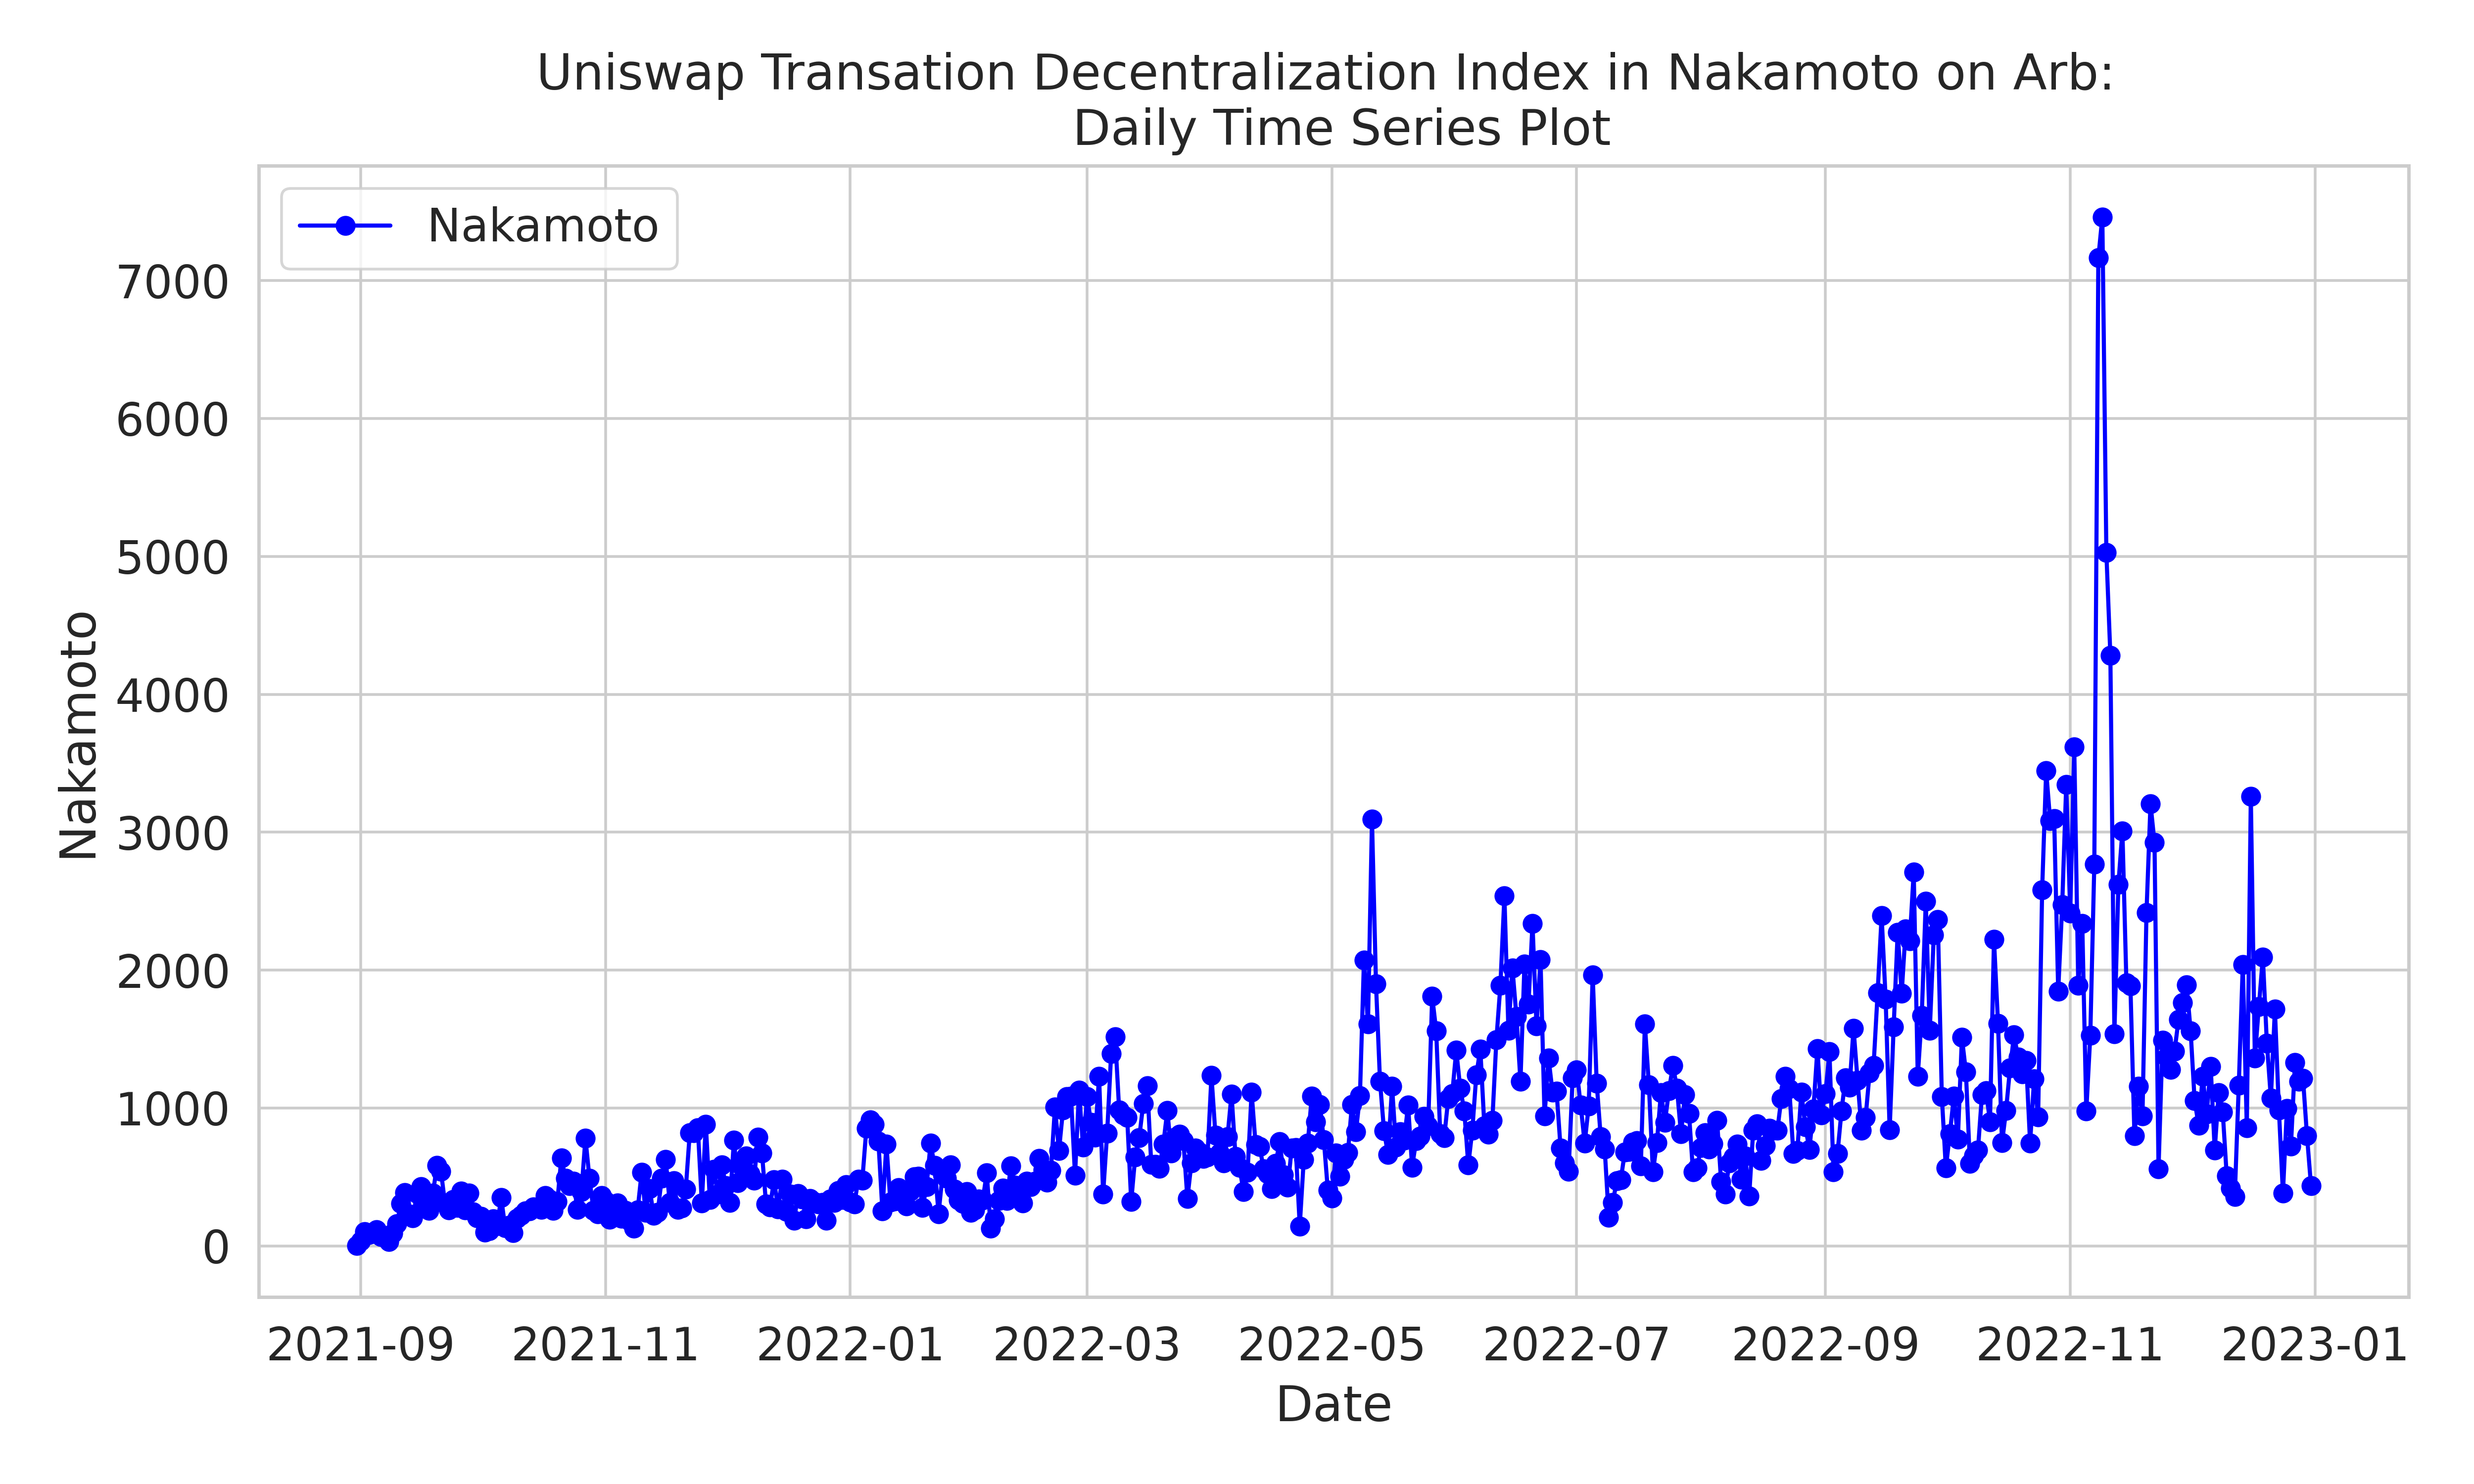 Uniswap Transation Decentralization Index in Nakamoto on Arb:
Daily Time Series Plot
Nakamoto
7000
6000
5000
4000
3000
2000
1000
0
Nakamoto
2021-09 2021-11 2022-01 2022-03 2022-05 2022-07 2022-09 2022-11 2023-01
Date